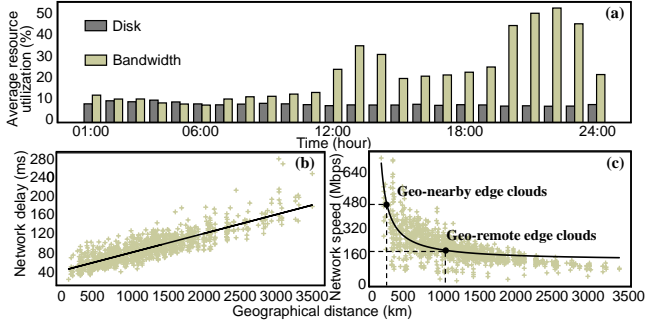 (a)
Disk
Bandwidth
Average resource
utilization (%)
50
40
30
20
10
0
01:00 06:00 12:00 18:00 24:00
Time (hour)
(b)
Network delay (ms)
280
240
200
160
120
80
40
0 500 1000 1500 2000 2500 3000 3500
(c)
Network speed (Mbps)
640
480
320
160
0
Geo-nearby edge clouds
Geo-remote edge clouds
0 500 1000 1500 2000 2500 3000 3500
Geographical distance (km)